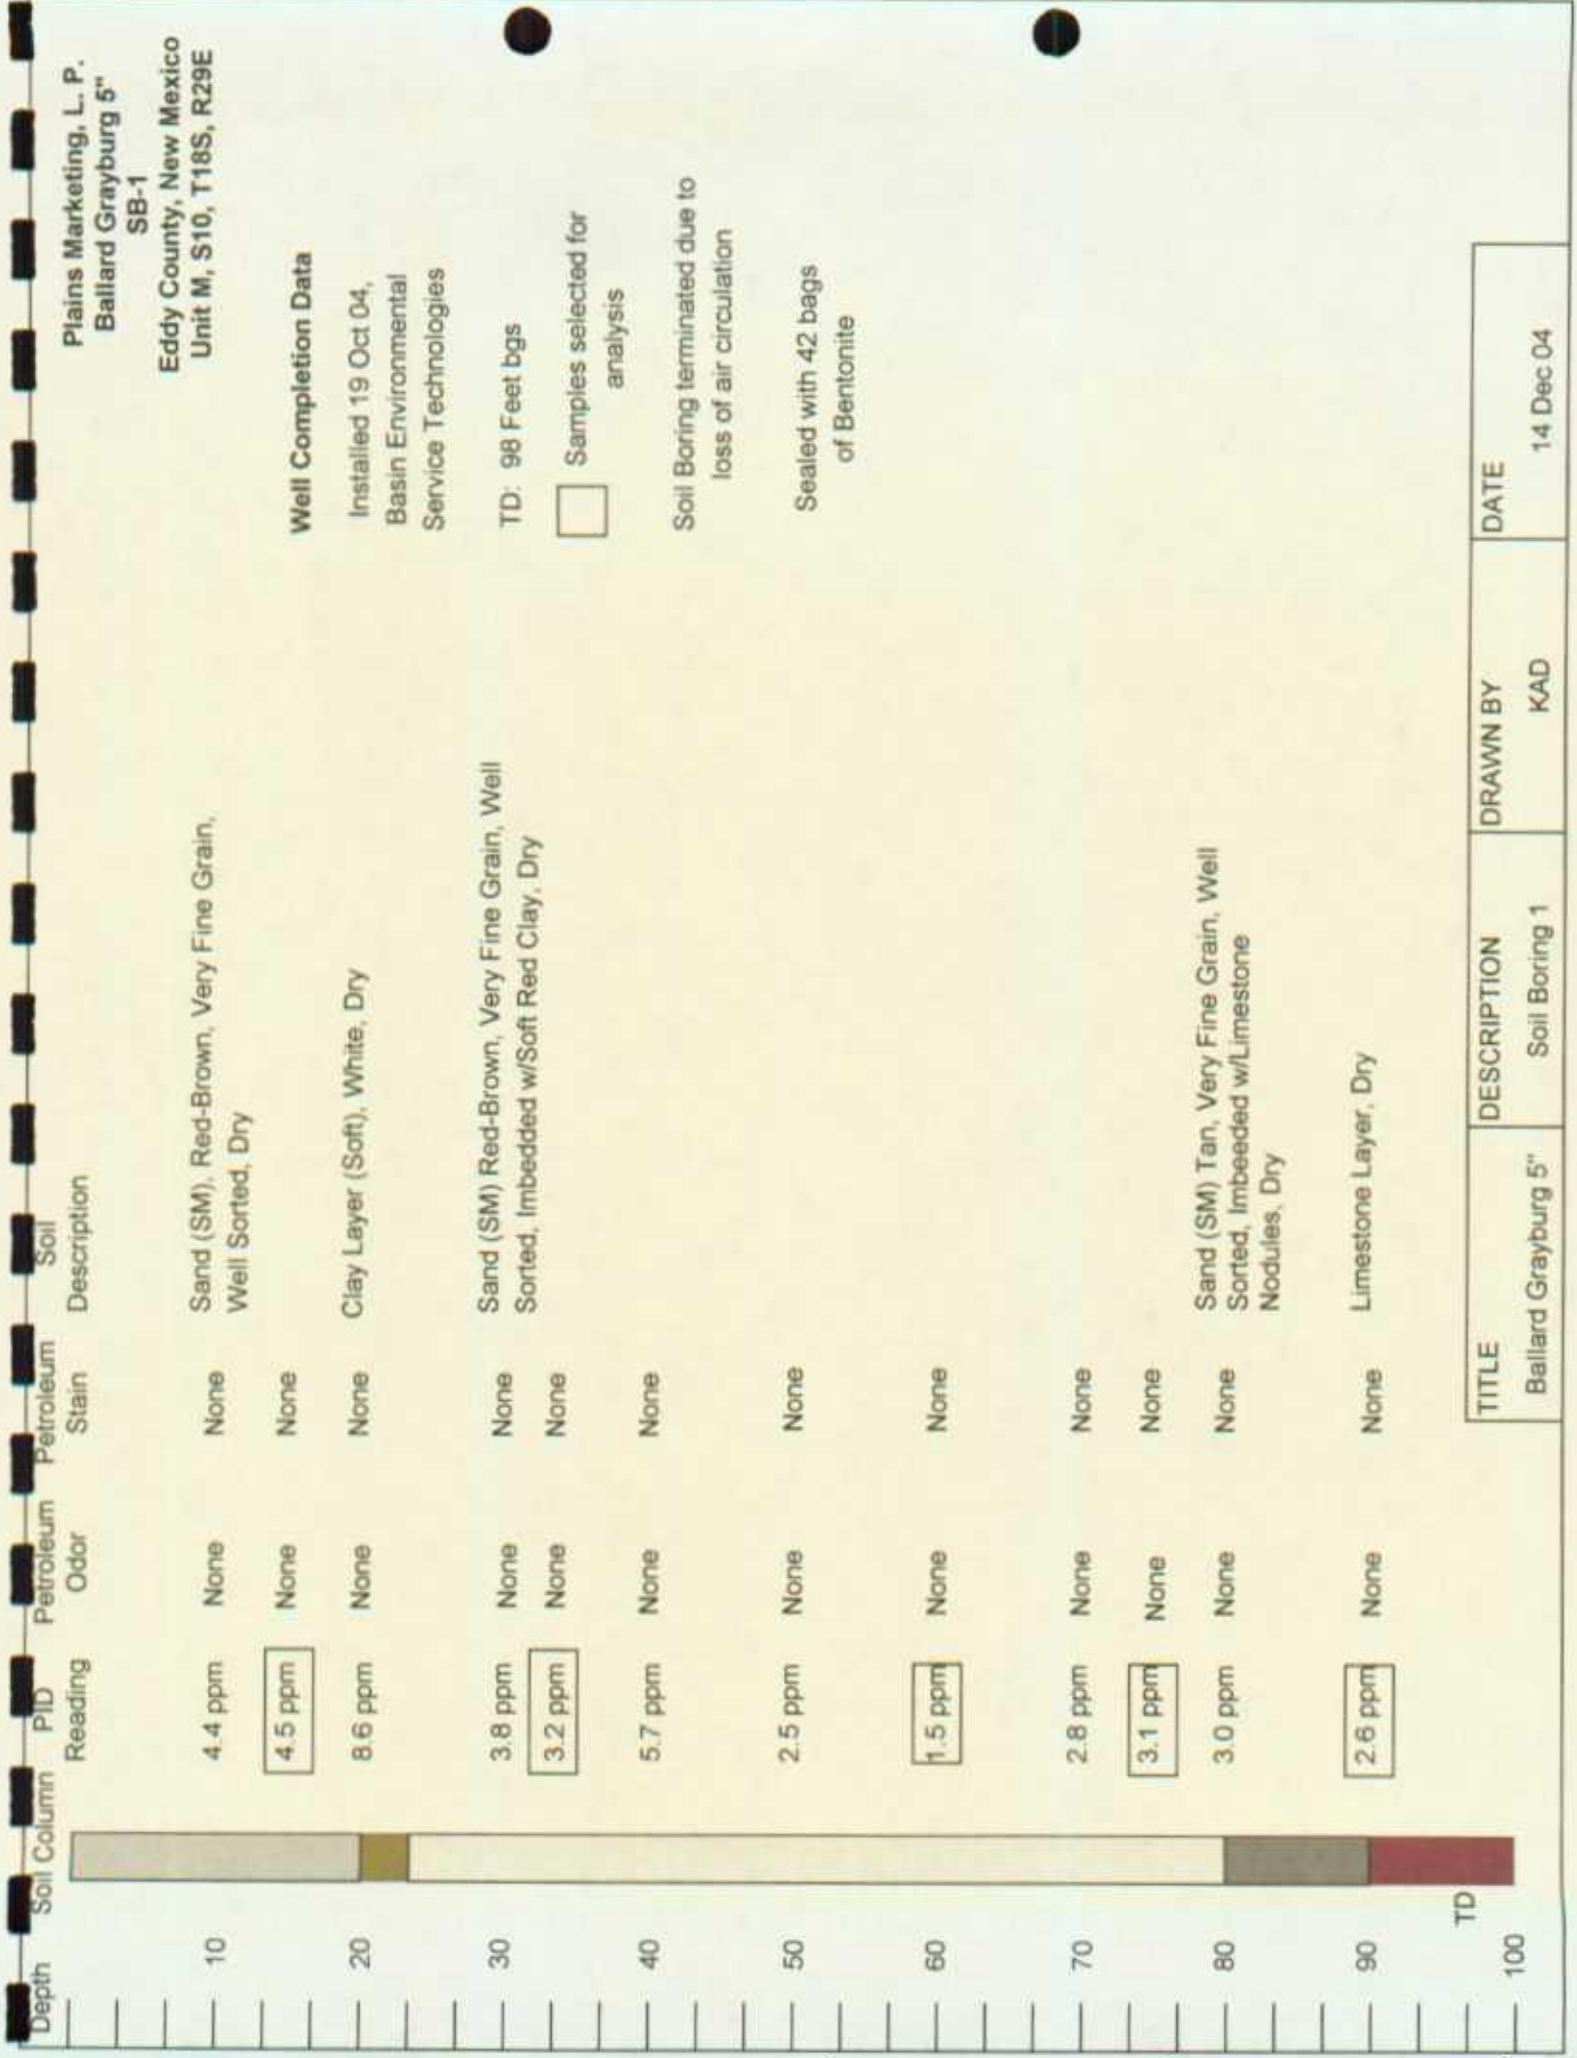 Depth Soil Column PID Reading Petroleum Odor Petroleum Stain Soil Description
Plains Marketing, L. P.
Ballard Grayburg 5"
SB-1
Eddy County, New Mexico
Unit M, S10, T18S, R29E
10 4.4 ppm None None Sand (SM), Red-Brown, Very Fine Grain,
Well Sorted, Dry
4.5 ppm None None
20 8.6 ppm None None Clay Layer (Soft), White, Dry
30 3.8 ppm None None Sand (SM) Red-Brown, Very Fine Grain, Well
Sorted, Imbedded w/Soft Red Clay, Dry
3.2 ppm None None
40 5.7 ppm None None
50 2.5 ppm None None
60 1.5 ppm None None
70 2.8 ppm None None
3.1 ppm None None
80 3.0 ppm None None Sand (SM) Tan, Very Fine Grain, Well
Sorted, Imbeeded w/Limestone
Nodules, Dry
90 2.6 ppm None None Limestone Layer, Dry
TD
100
Well Completion Data
Installed 19 Oct 04,
Basin Environmental
Service Technologies
TD: 98 Feet bgs
Samples selected for
analysis
Soil Boring terminated due to
loss of air circulation
Sealed with 42 bags
of Bentonite
TITLE DESCRIPTION DRAWN BY DATE
Ballard Grayburg 5" Soil Boring 1 KAD 14 Dec 04